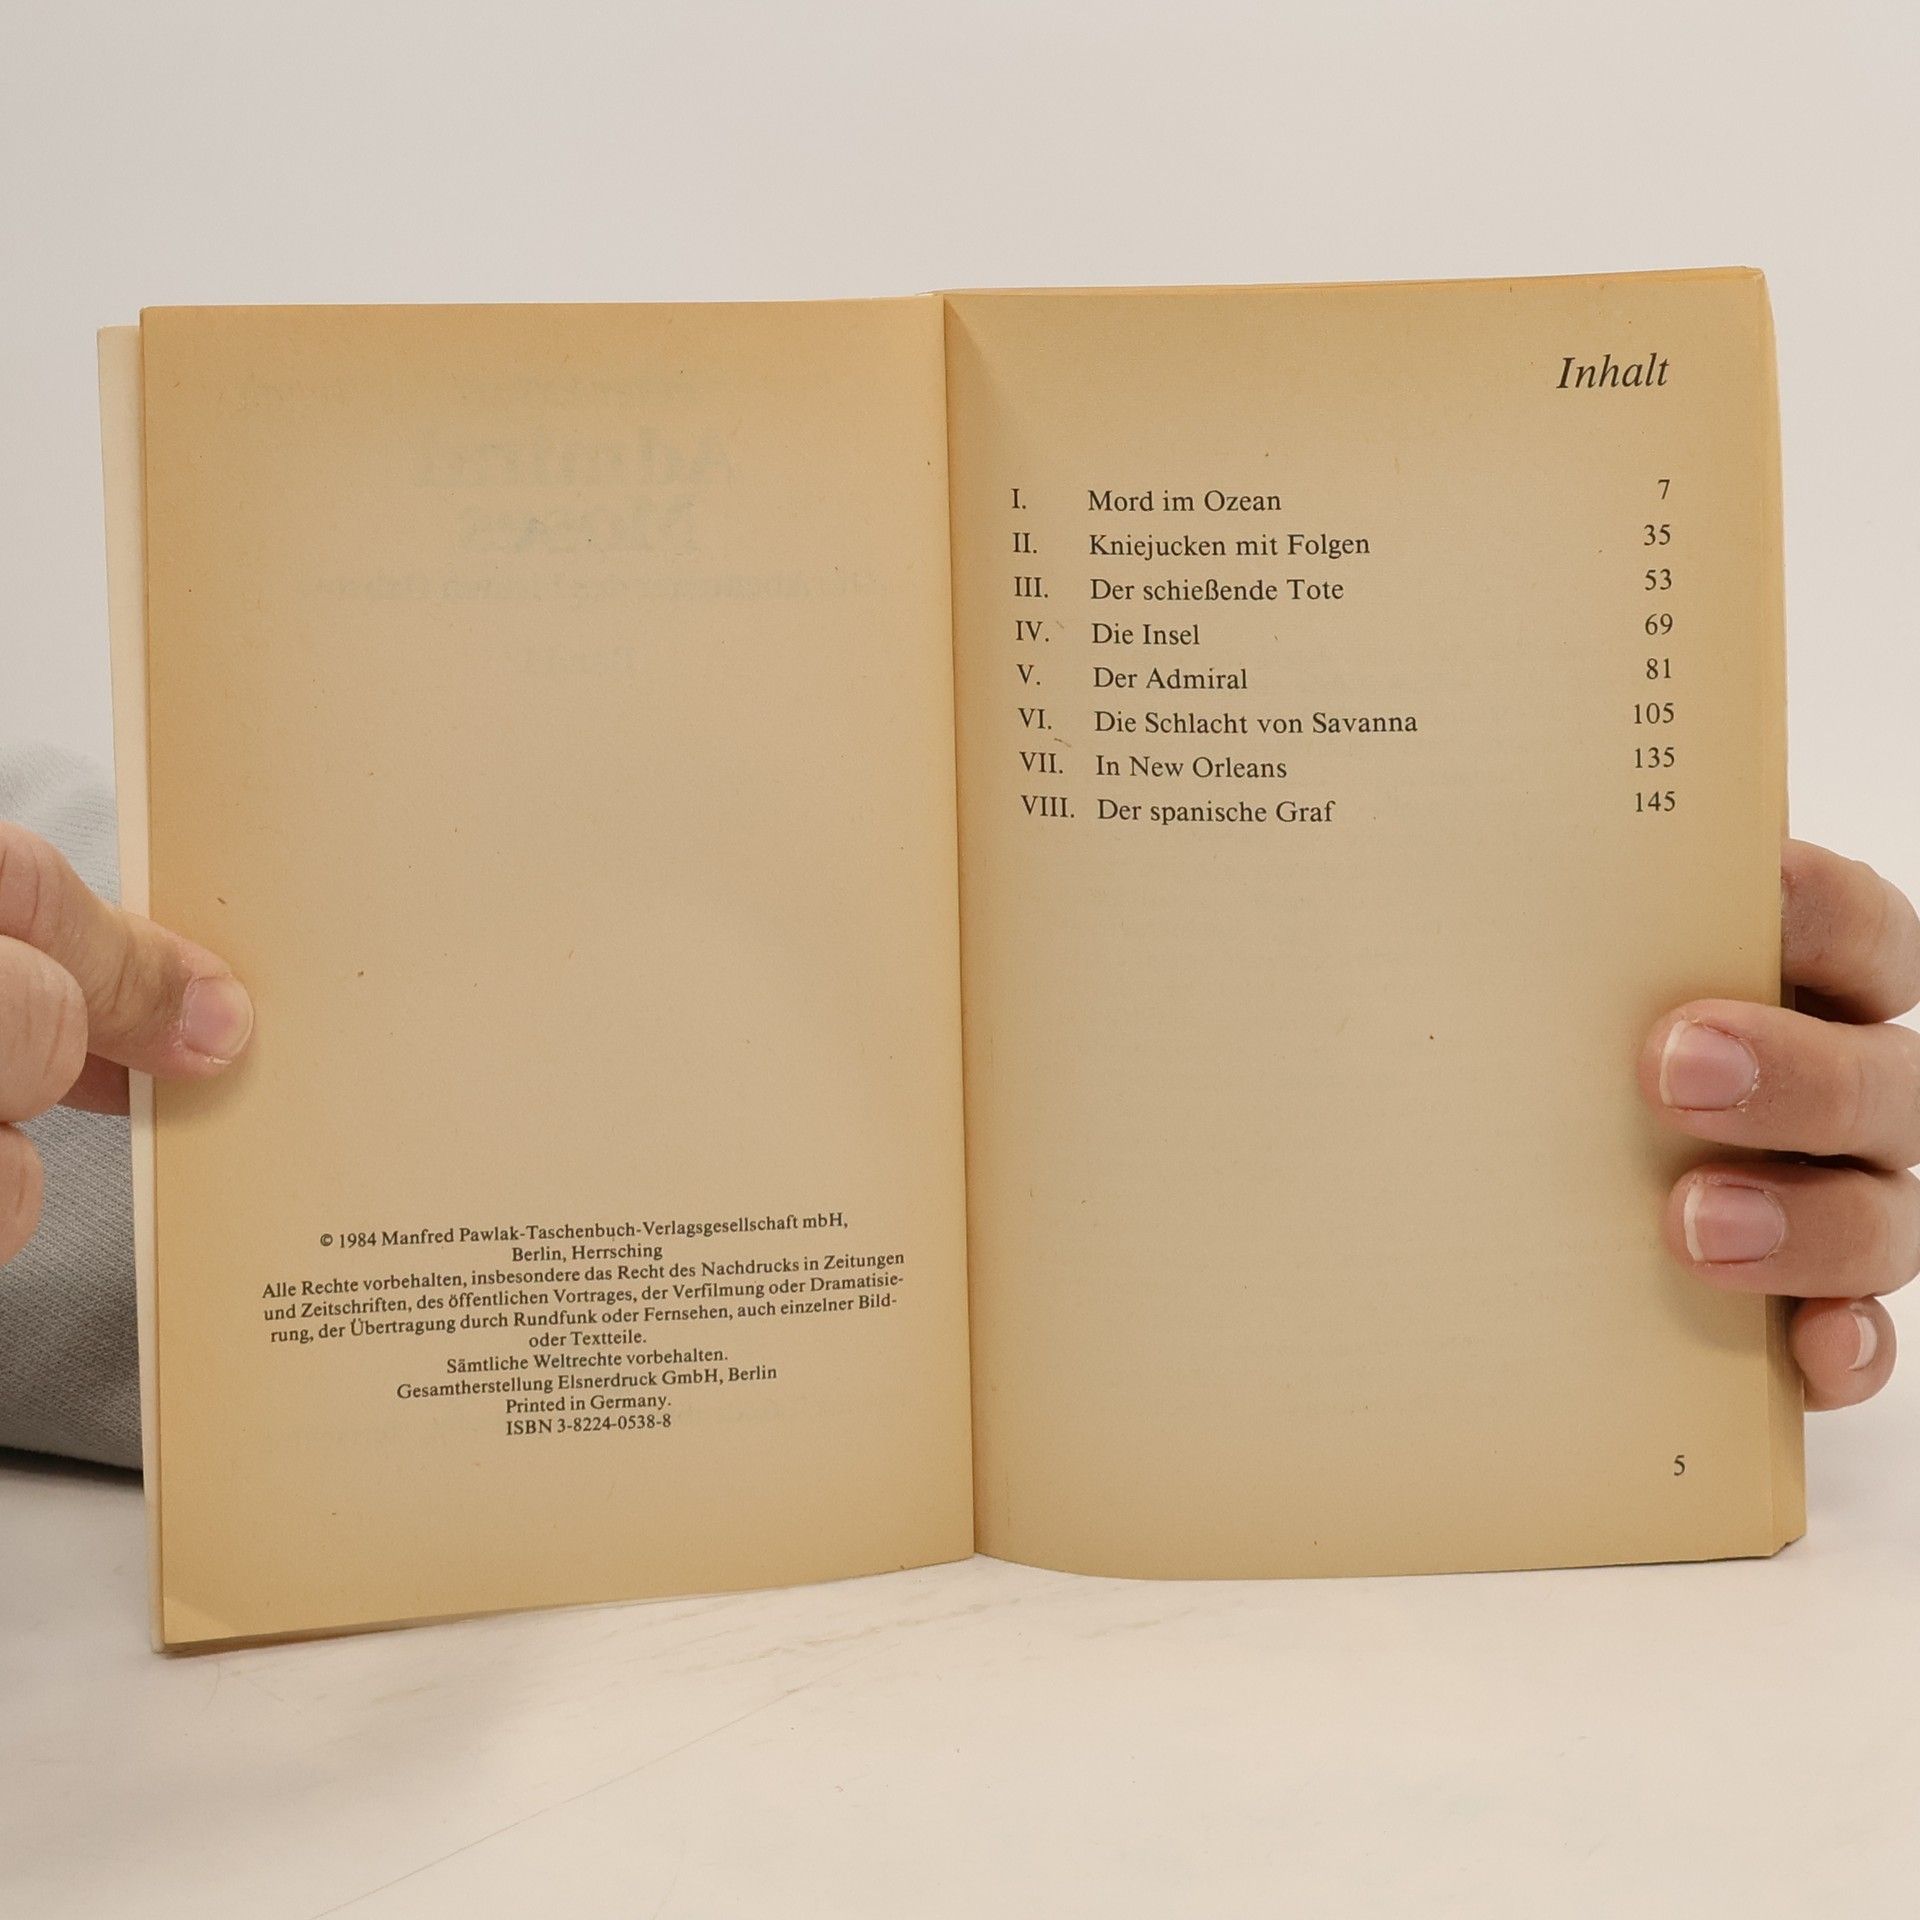 © 1984 Manfred Pawlak-Taschenbuch-Verlagsgesellschaft mbH,
Berlin, Herrsching
Alle Rechte vorbehalten, insbesondere das Recht des Nachdrucks in Zeitungen
und Zeitschriften, des öffentlichen Vortrages, der Verfilmung oder Dramatisie-
rung, der Übertragung durch Rundfunk oder Fernsehen, auch einzelner Bild-
oder Textteile.
Sämtliche Weltrechte vorbehalten.
Gesamtherstellung Elsnerdruck GmbH, Berlin
Printed in Germany.
ISBN 3-8224-0538-8
Inhalt
I. Mord im Ozean 7
II. Kniejucken mit Folgen 35
III. Der schießende Tote 53
IV. Die Insel 69
V. Der Admiral 81
VI. Die Schlacht von Savanna 105
VII. In New Orleans 135
VIII. Der spanische Graf 145
5